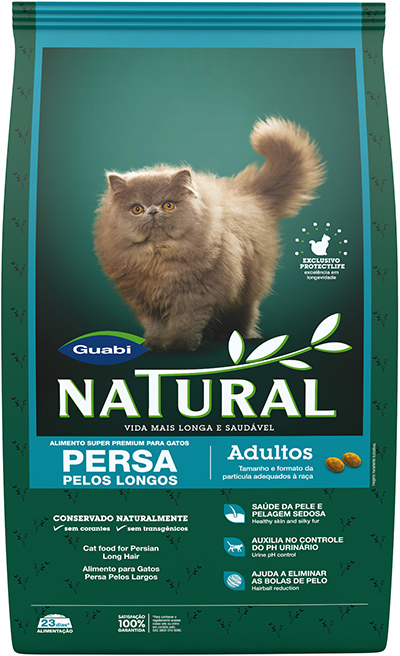 EXCLUSIVO
PROTECTLIFE
excelência em
longevidade
Guabi
NATURAL
VIDA MAIS LONGA E SAUDÁVEL
ALIMENTO SUPER PREMIUM PARA GATOS
PERSA
PELOS LONGOS
Adultos
Tamanho e formato da
partícula adequados à raça
CONSERVADO NATURALMENTE
sem corantes sem transgênicos
Cat food for Persian
Long Hair
Alimento para Gatos
Persa Pelos Largos
SAÚDE DA PELE E
PELAGEM SEDOSA
Healthy skin and silky fur
AUXILIA NO CONTROLE
DO PH URINÁRIO
Urine pH control
AJUDA A ELIMINAR
AS BOLAS DE PELO
Hairball reduction
23 dias*
ALIMENTAÇÃO
SATISFAÇÃO
100%
GARANTIDA